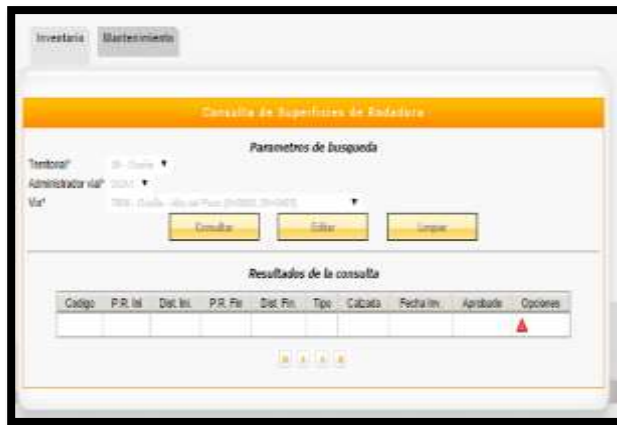 Inventario Mantenimiento
Consulta de Superficies de Rodadura
Parametros de busqueda
Territorial*
Administrador vial*
Via*
Consultar Editar Limpiar
Resultados de la consulta
Codigo P.R. Ini Dist. Ini. P.R. Fin Dist. Fin. Tipo Calzada Fecha Inv. Aprobado Opciones